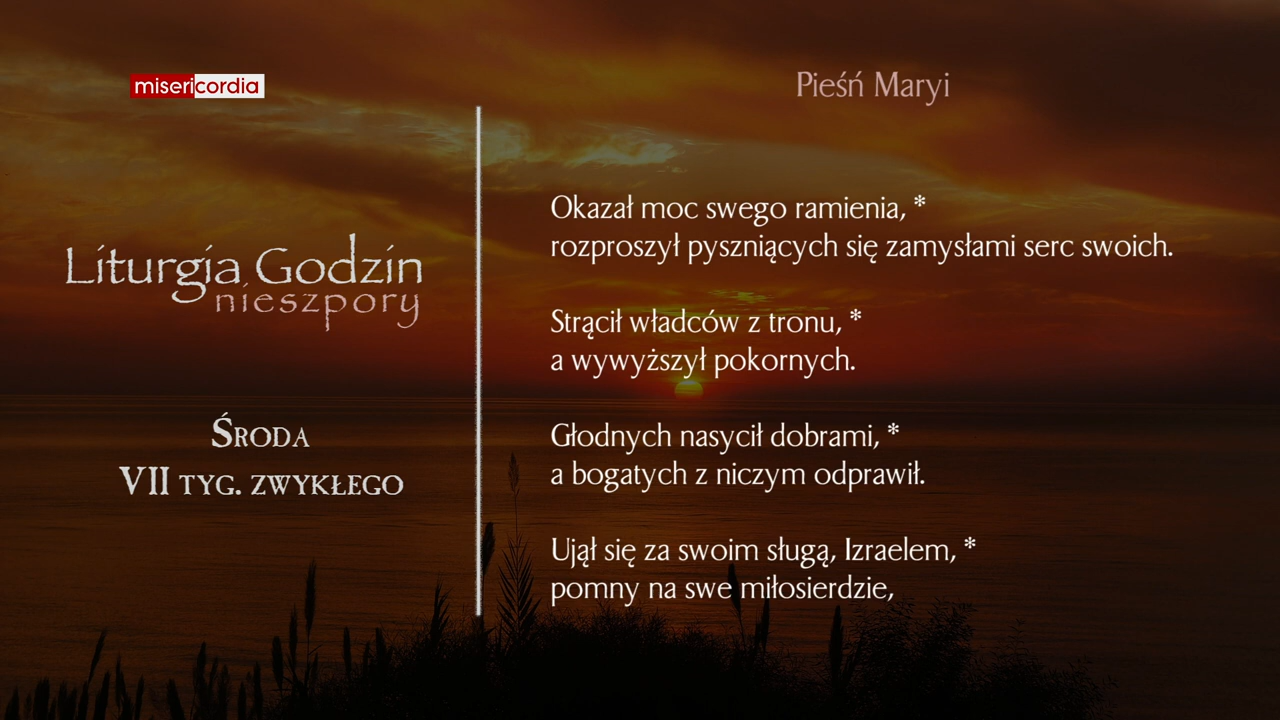 misericordia
Liturgia Godzin
nieszpory
Środa
VII tyg. zwykłego
Pieśń Maryi
Okazał moc swego ramienia, *
rozproszył pyszniących się zamysłami serc swoich.
Strącił władców z tronu, *
a wywyższył pokornych.
Głodnych nasycił dobrami, *
a bogatych z niczym odprawił.
Ujął się za swoim sługą, Izraelem, *
pomny na swe miłosierdzie,